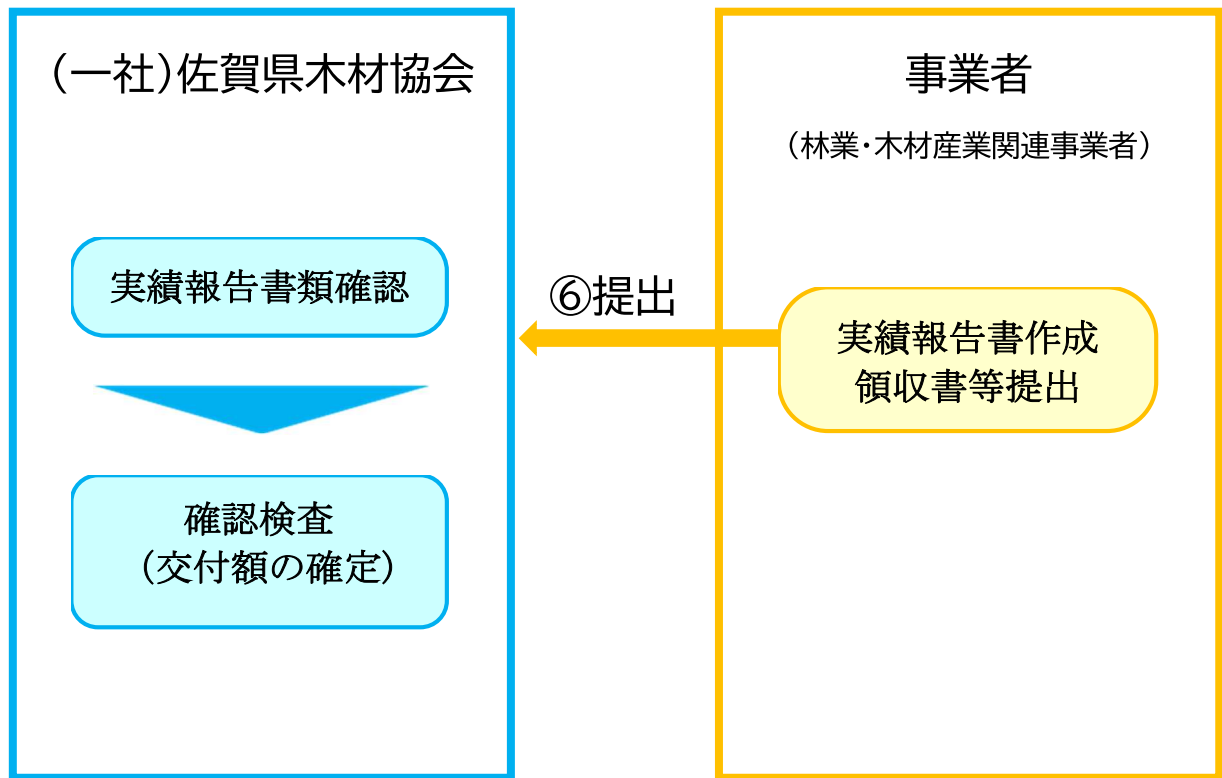 （一社）佐賀県木材協会
実績報告書類確認
確認検査
（交付額の確定）
⑥提出
事業者
（林業・木材産業関連事業者）
実績報告書作成
領収書等提出